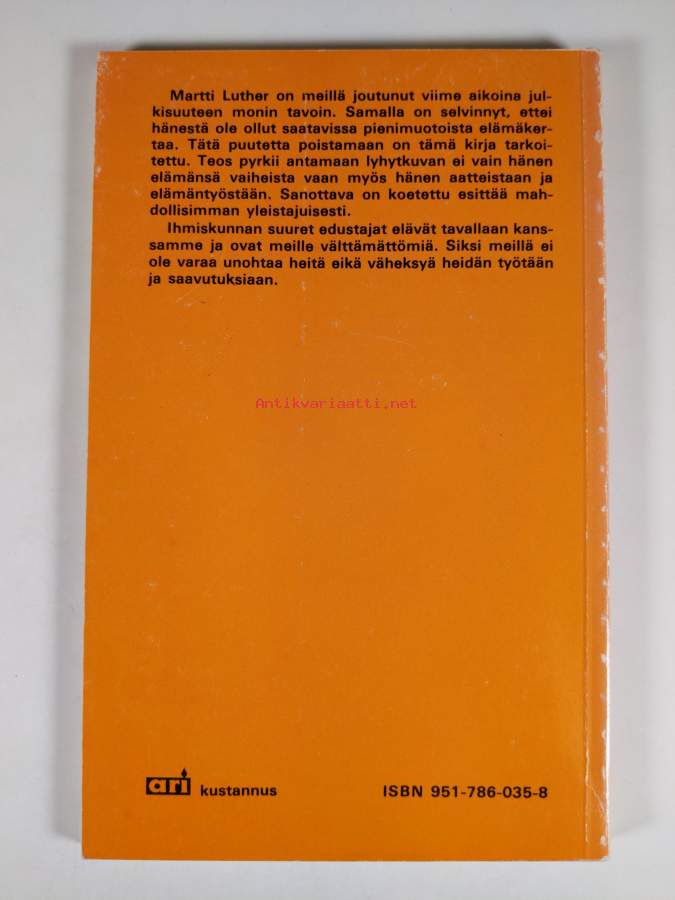 Martti Luther on meillä joutunut viime aikoina jul-
kisuuteen monin tavoin. Samalla on selvinnyt, ettei
hänestä ole ollut saatavissa pienimuotoista elämäker-
taa. Tätä puutetta poistamaan on tämä kirja tarkoi-
tettu. Teos pyrkii antamaan lyhytkuvan ei vain hänen
elämänsä vaiheista vaan myös hänen aatteistaan ja
elämäntyöstään. Sanottava on koetettu esittää mah-
dollisimman yleistajuisesti.
Ihmiskunnan suuret edustajat elävät tavallaan kans-
samme ja ovat meille välttämättömiä. Siksi meillä ei
ole varaa unohtaa heitä eikä väheksyä heidän työtään
ja saavutuksiaan.
Antikvariaatti.net
ari kustannus ISBN 951-786-035-8